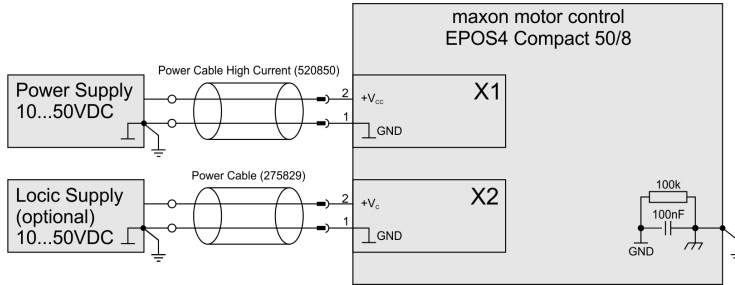 maxon motor control
EPOS4 Compact 50/8
Power Cable High Current (520850)
Power Supply
10...50VDC
2
+Vcc
X1
1
GND
Power Cable (275829)
Locic Supply
(optional)
10...50VDC
2
+Vc
X2
1
GND
100k
100nF
GND